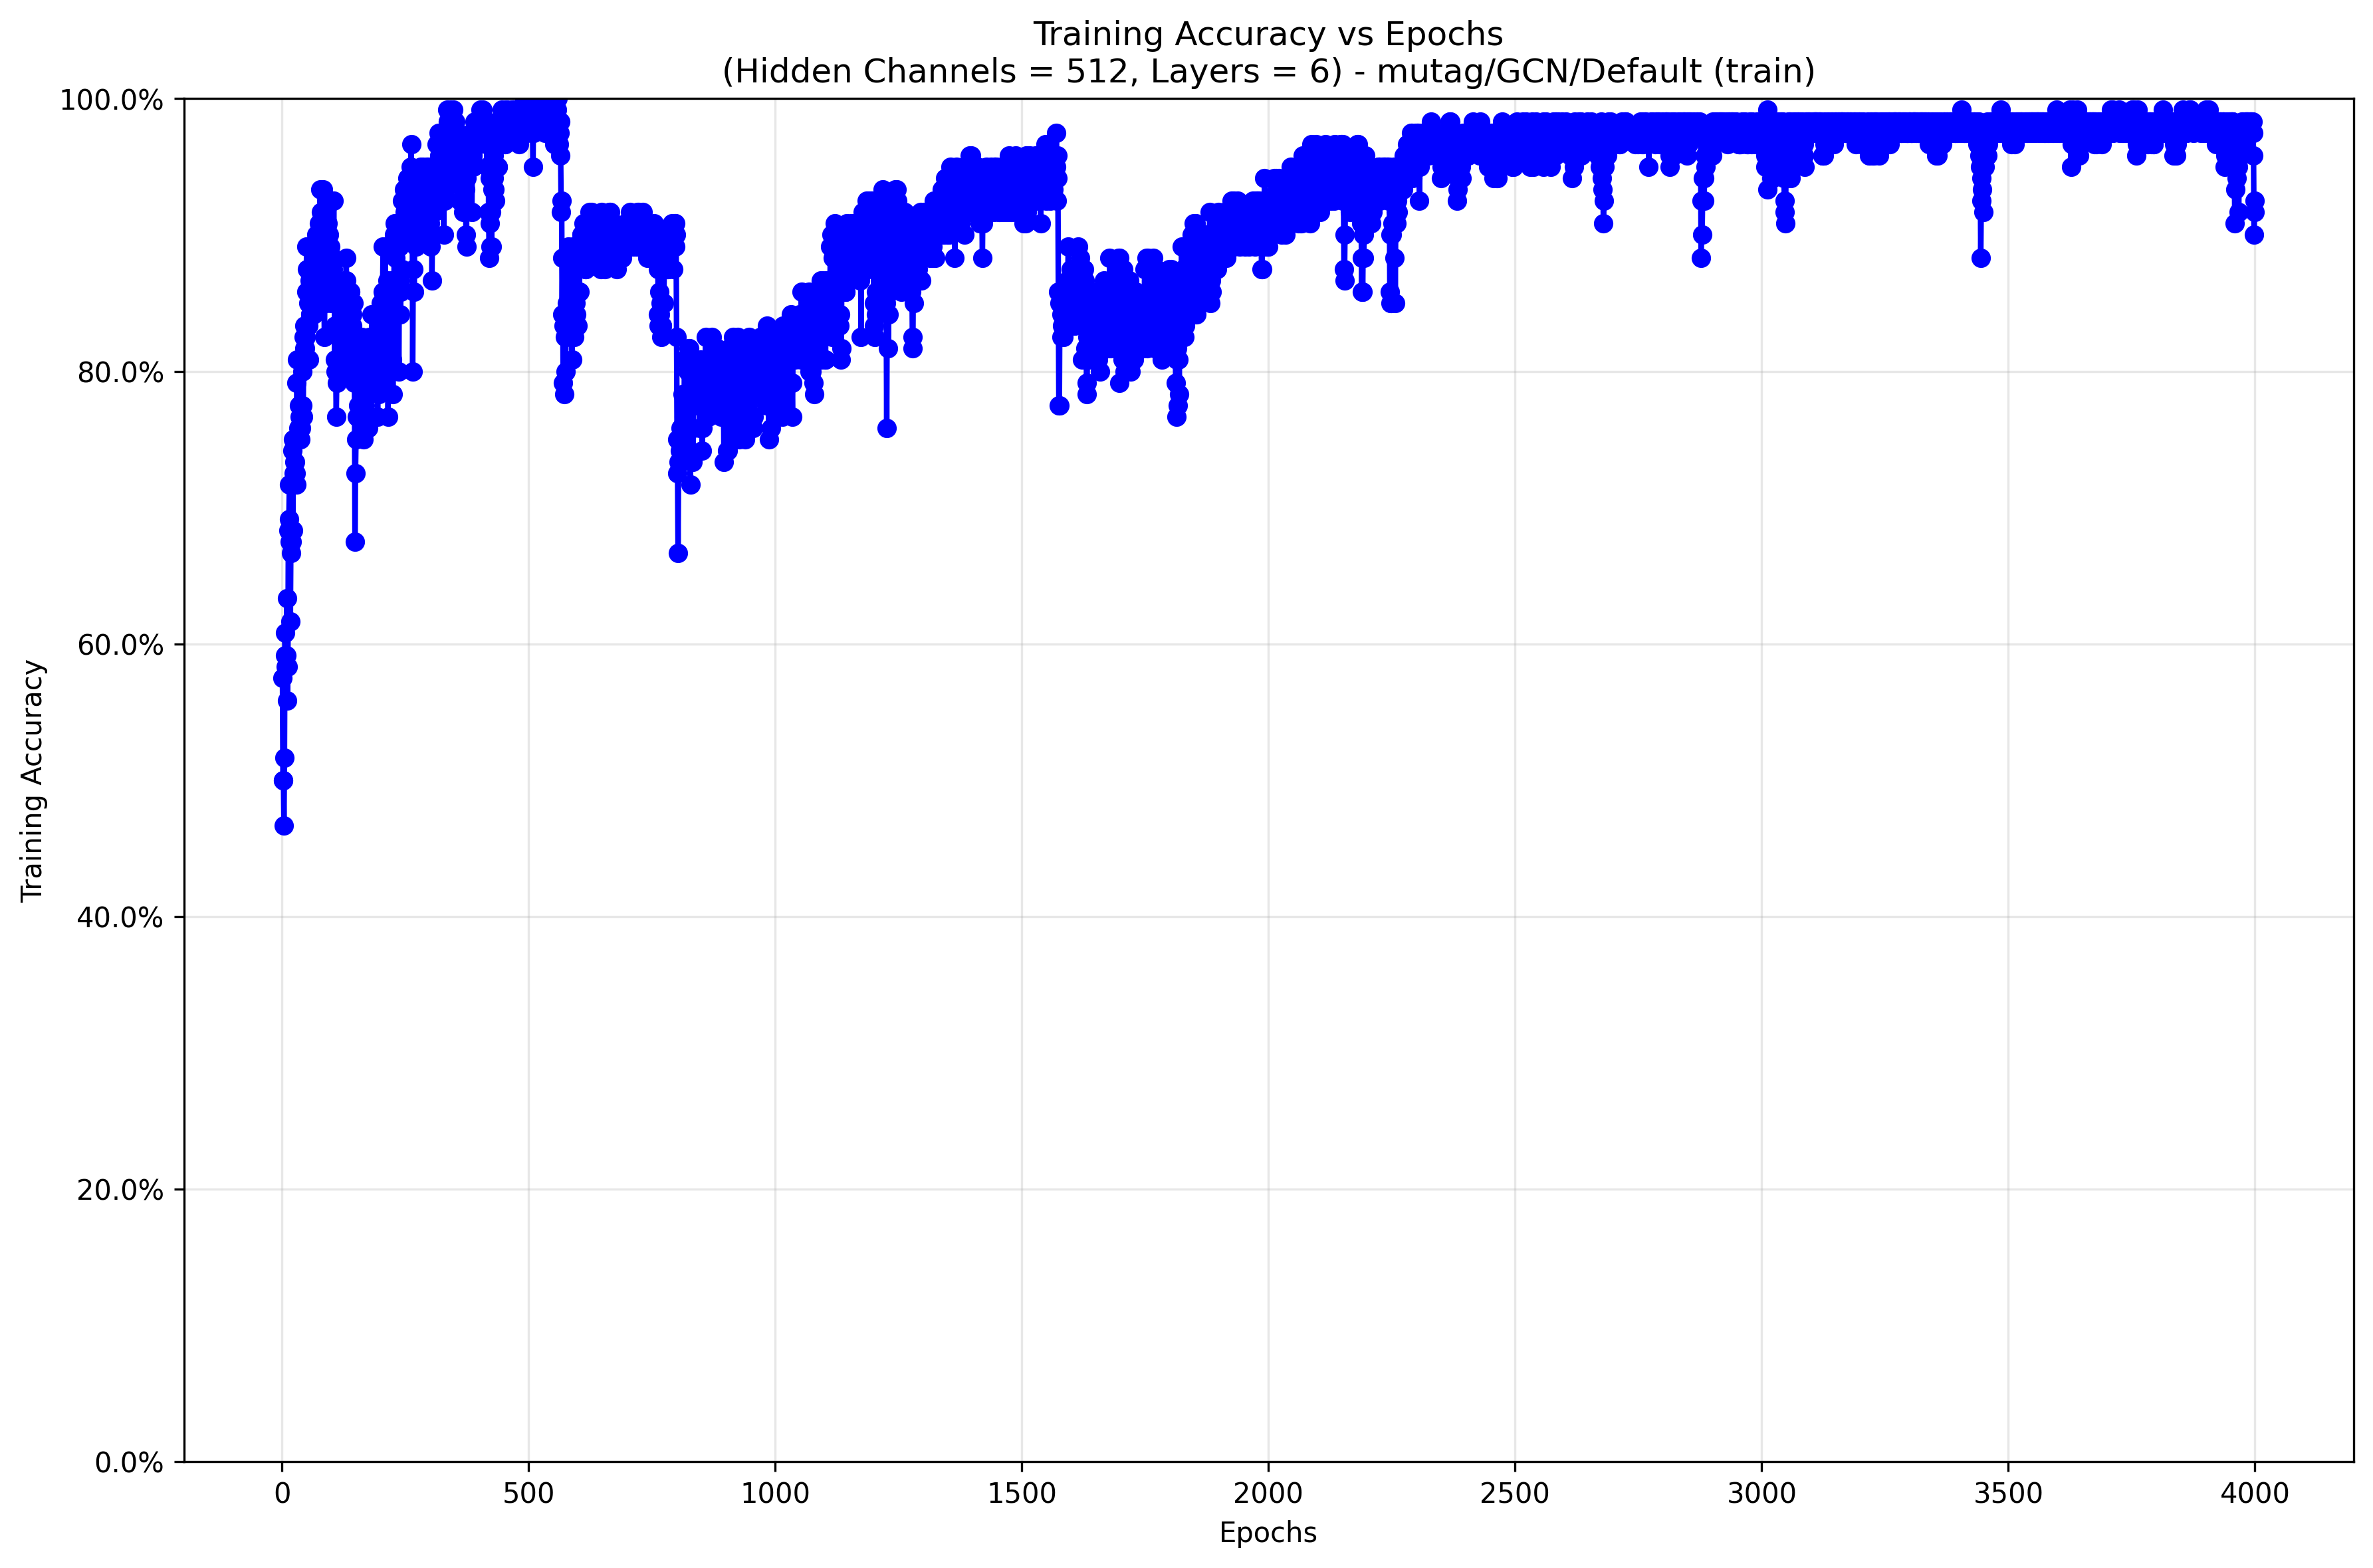 Training Accuracy vs Epochs
(Hidden Channels = 512, Layers = 6) - mutag/GCN/Default (train)
100.0%
80.0%
60.0%
40.0%
20.0%
0.0%
Training Accuracy
0 500 1000 1500 2000 2500 3000 3500 4000
Epochs